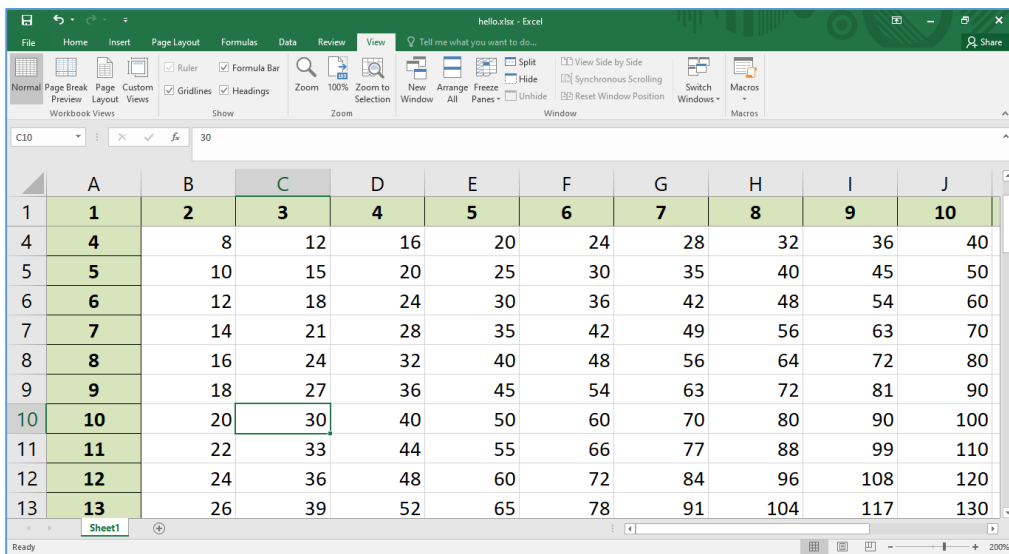 hello.xlsx - Excel
File Home Insert Page Layout Formulas Data Review View Tell me what you want to do... Share
Normal Page Break Preview Page Layout Custom Views
Workbook Views
Ruler Formula Bar
Gridlines Headings
Show
Zoom 100% Zoom to Selection
Zoom
New Window Arrange All Freeze Panes
Split
Hide
Unhide
View Side by Side
Synchronous Scrolling
Reset Window Position
Switch Windows
Window
Macros
Macros
C10 fx 30
A B C D E F G H I J
1 1 2 3 4 5 6 7 8 9 10
4 4 8 12 16 20 24 28 32 36 40
5 5 10 15 20 25 30 35 40 45 50
6 6 12 18 24 30 36 42 48 54 60
7 7 14 21 28 35 42 49 56 63 70
8 8 16 24 32 40 48 56 64 72 80
9 9 18 27 36 45 54 63 72 81 90
10 10 20 30 40 50 60 70 80 90 100
11 11 22 33 44 55 66 77 88 99 110
12 12 24 36 48 60 72 84 96 108 120
13 13 26 39 52 65 78 91 104 117 130
Sheet1
Ready 200%